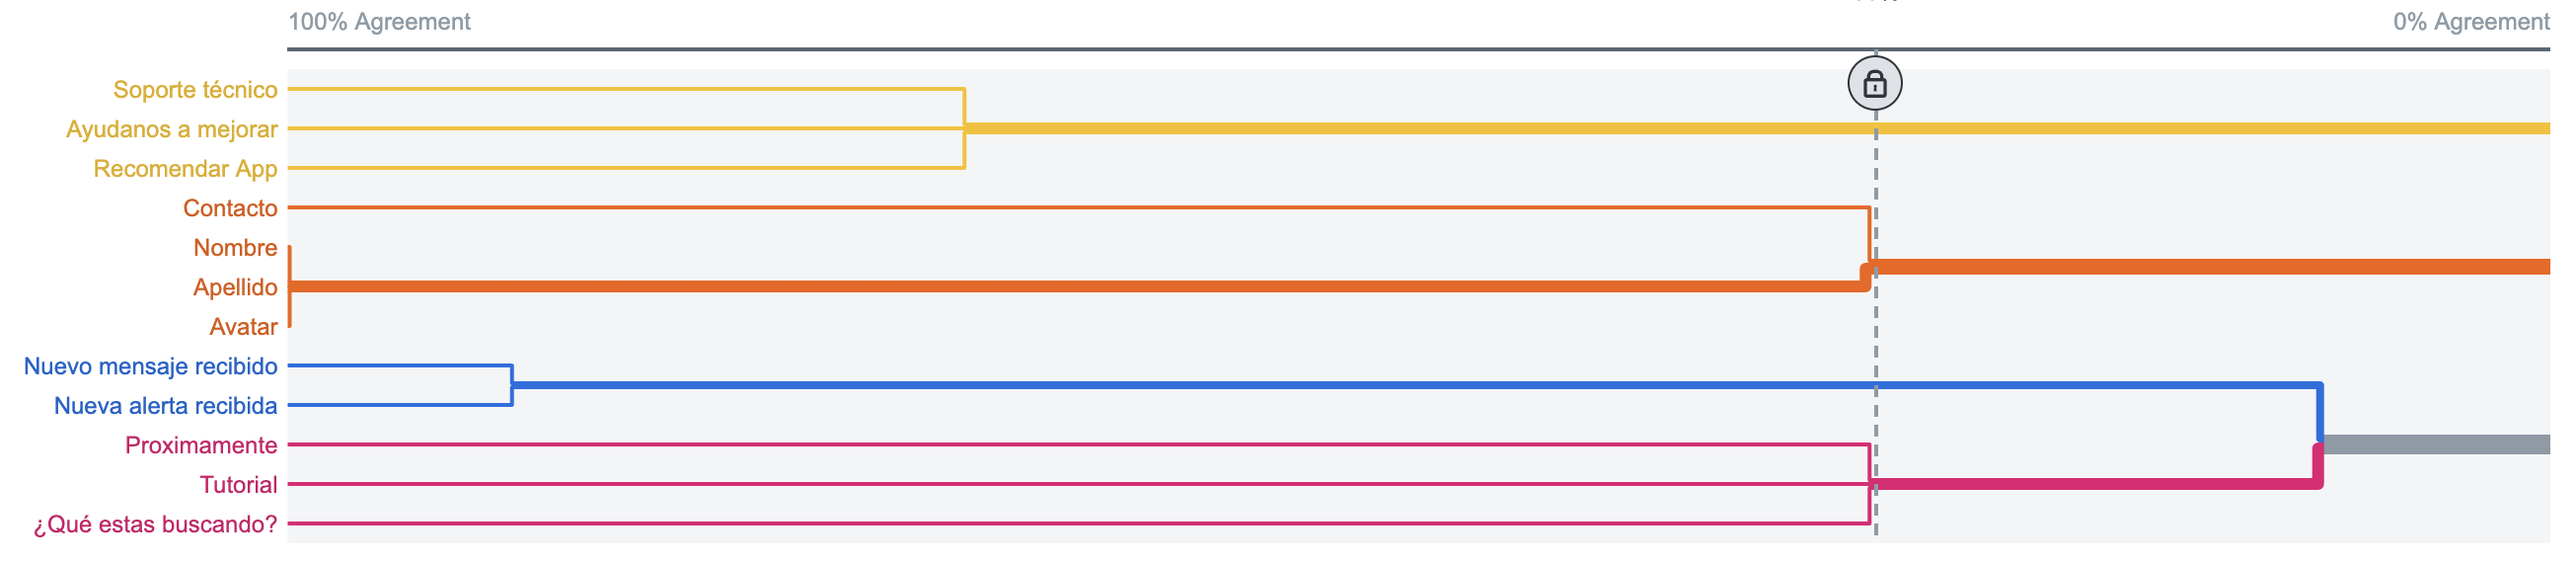 100% Agreement
0% Agreement
Soporte técnico
Ayudanos a mejorar
Recomendar App
Contacto
Nombre
Apellido
Avatar
Nuevo mensaje recibido
Nueva alerta recibida
Proximamente
Tutorial
¿Qué estas buscando?